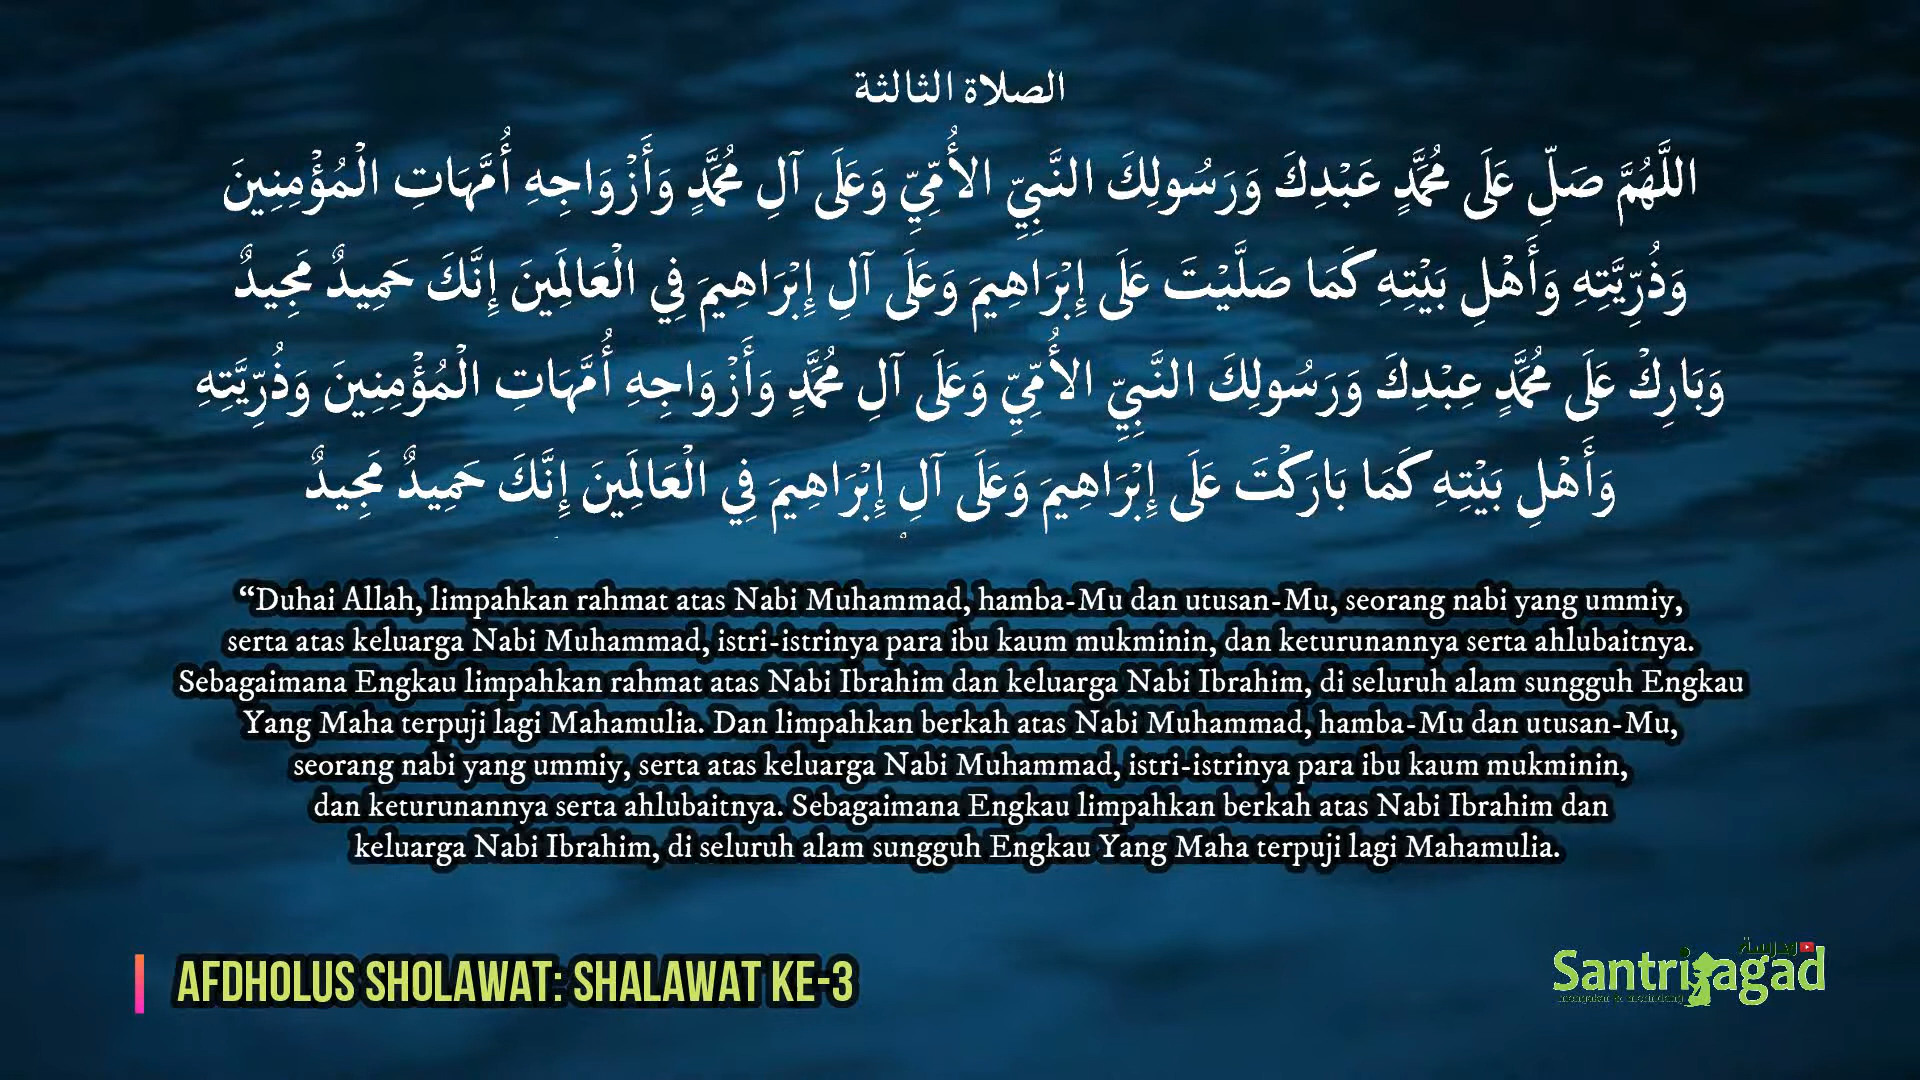 الصلاة الثالثة
اللَّهُمَّ صَلِّ عَلَى مُحَمَّدٍ عَبْدِكَ وَرَسُولِكَ النَّبِيِّ الأُمِّيِّ وَعَلَى آلِ مُحَمَّدٍ وَأَزْوَاجِهِ أُمَّهَاتِ الْمُؤْمِنِينَ
وَذُرِّيَّتِهِ وَأَهْلِ بَيْتِهِ كَمَا صَلَّيْتَ عَلَى إِبْرَاهِيمَ وَعَلَى آلِ إِبْرَاهِيمَ فِي الْعَالَمِينَ إِنَّكَ حَمِيدٌ مَجِيدٌ
وَبَارِكْ عَلَى مُحَمَّدٍ عِبْدِكَ وَرَسُولِكَ النَّبِيِّ الأُمِّيِّ وَعَلَى آلِ مُحَمَّدٍ وَأَزْوَاجِهِ أُمَّهَاتِ الْمُؤْمِنِينَ وَذُرِّيَّتِهِ
وَأَهْلِ بَيْتِهِ كَمَا بَارَكْتَ عَلَى إِبْرَاهِيمَ وَعَلَى آلِ إِبْرَاهِيمَ فِي الْعَالَمِينَ إِنَّكَ حَمِيدٌ مَجِيدٌ
“Duhai Allah, limpahkan rahmat atas Nabi Muhammad, hamba-Mu dan utusan-Mu, seorang nabi yang ummiy,
serta atas keluarga Nabi Muhammad, istri-istrinya para ibu kaum mukminin, dan keturunannya serta ahlubaitnya.
Sebagaimana Engkau limpahkan rahmat atas Nabi Ibrahim dan keluarga Nabi Ibrahim, di seluruh alam sungguh Engkau
Yang Maha terpuji lagi Mahamulia. Dan limpahkan berkah atas Nabi Muhammad, hamba-Mu dan utusan-Mu,
seorang nabi yang ummiy, serta atas keluarga Nabi Muhammad, istri-istrinya para ibu kaum mukminin,
dan keturunannya serta ahlubaitnya. Sebagaimana Engkau limpahkan berkah atas Nabi Ibrahim dan
keluarga Nabi Ibrahim, di seluruh alam sungguh Engkau Yang Maha terpuji lagi Mahamulia.
AFDHOLUS SHOLAWAT: SHALAWAT KE-3
Santrijagad